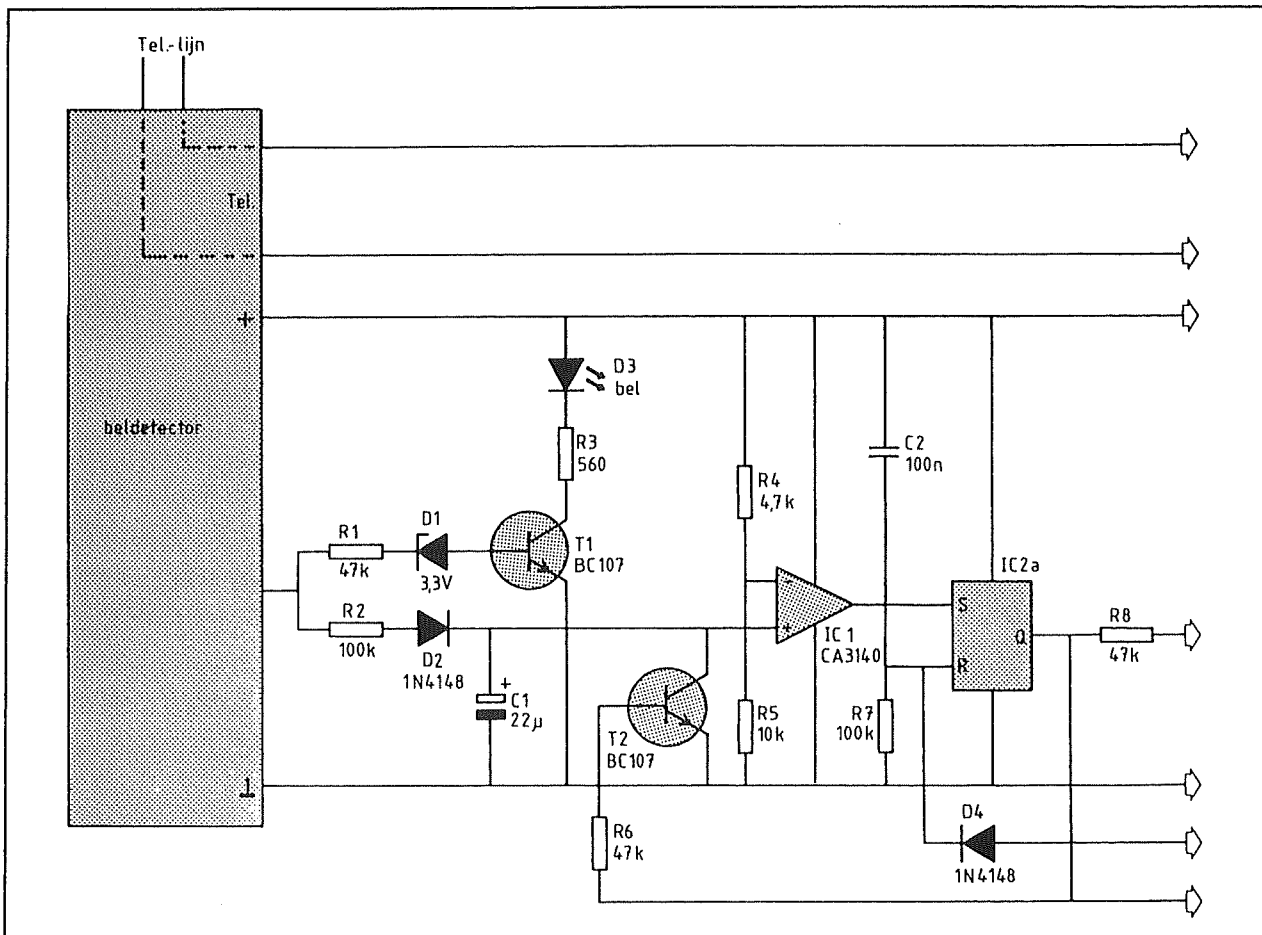 Tel.-lijn
Tel.
+
beldetector
D3
bel
R3
560
C2
100n
R4
4,7k
R1
47k
D1
3,3V
T1
BC107
R2
100k
D2
1N4148
-
+
IC1
CA3140
IC2a
S
R
Q
R8
47k
+
C1
22µ
T2
BC107
R5
10k
R7
100k
⊥
R6
47k
D4
1N4148